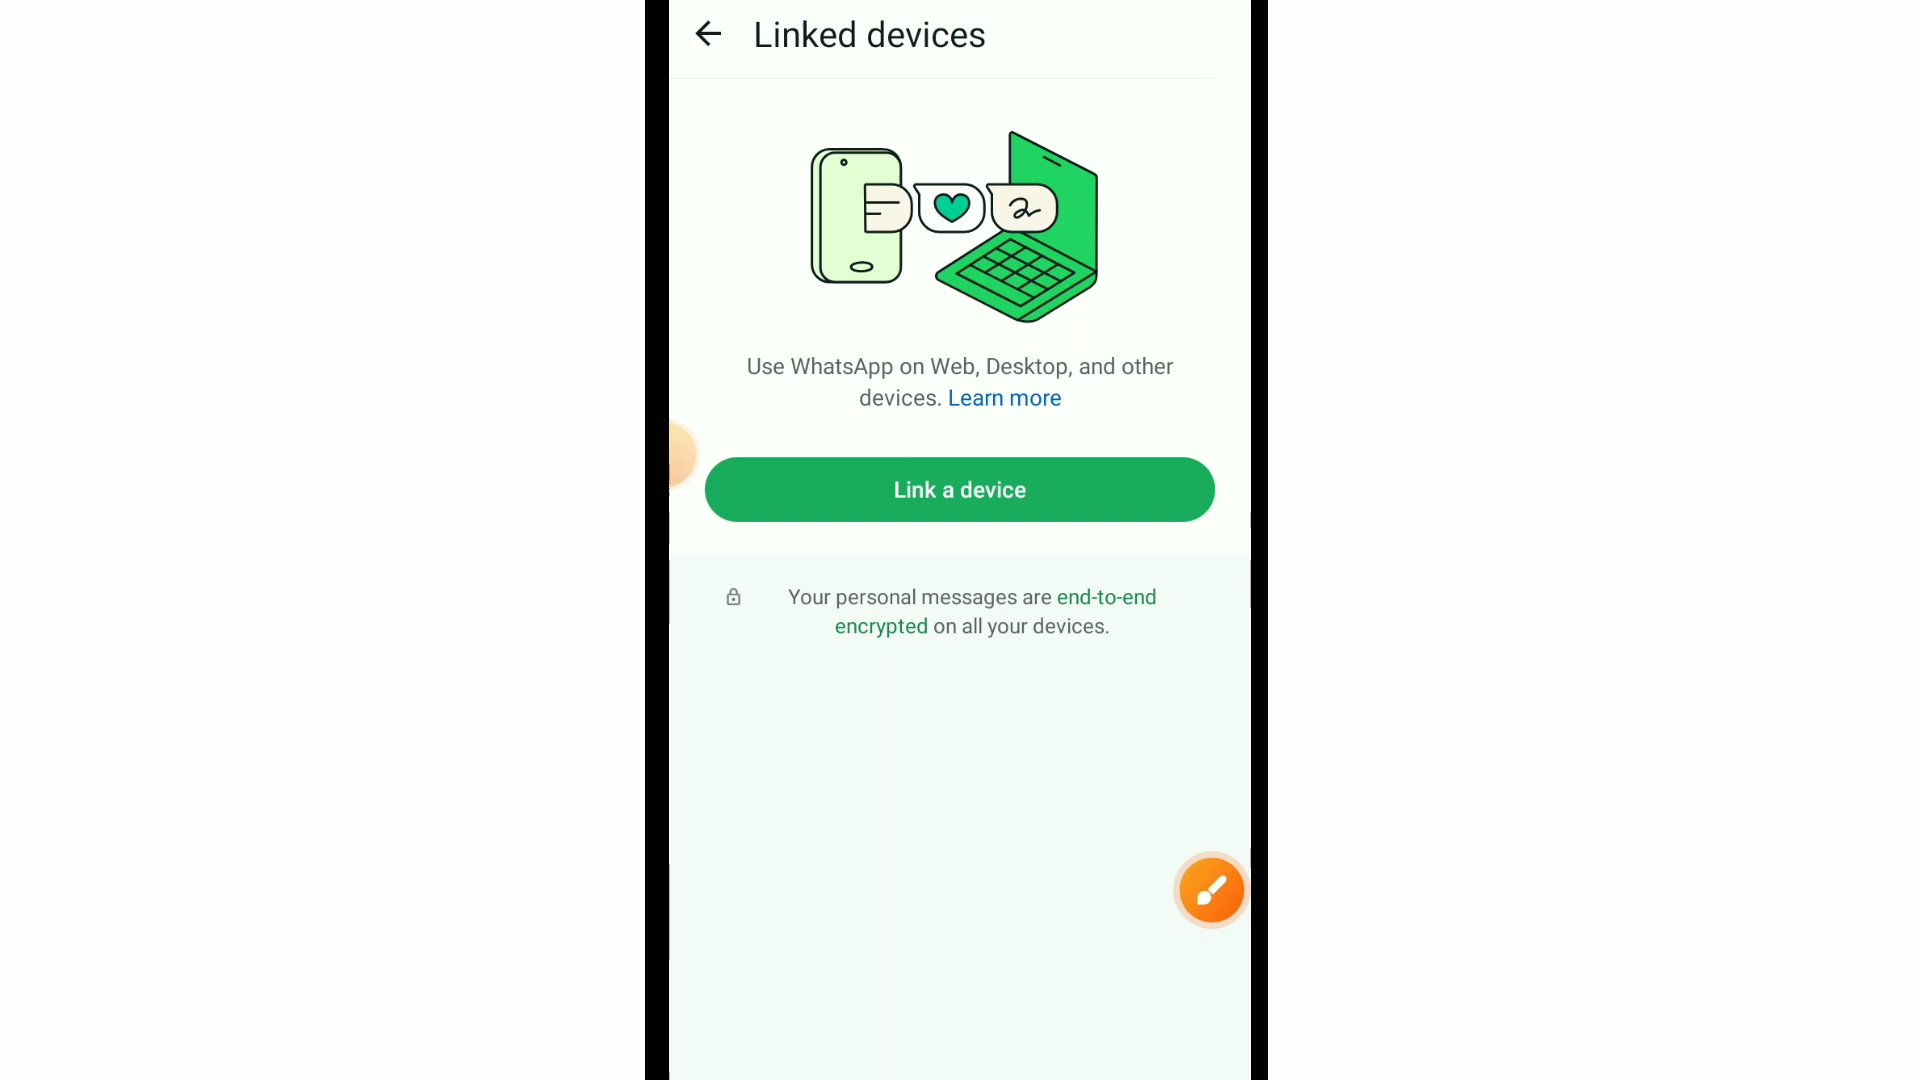 Linked devices
Use WhatsApp on Web, Desktop, and other
devices. Learn more
Link a device
Your personal messages are end-to-end
encrypted on all your devices.